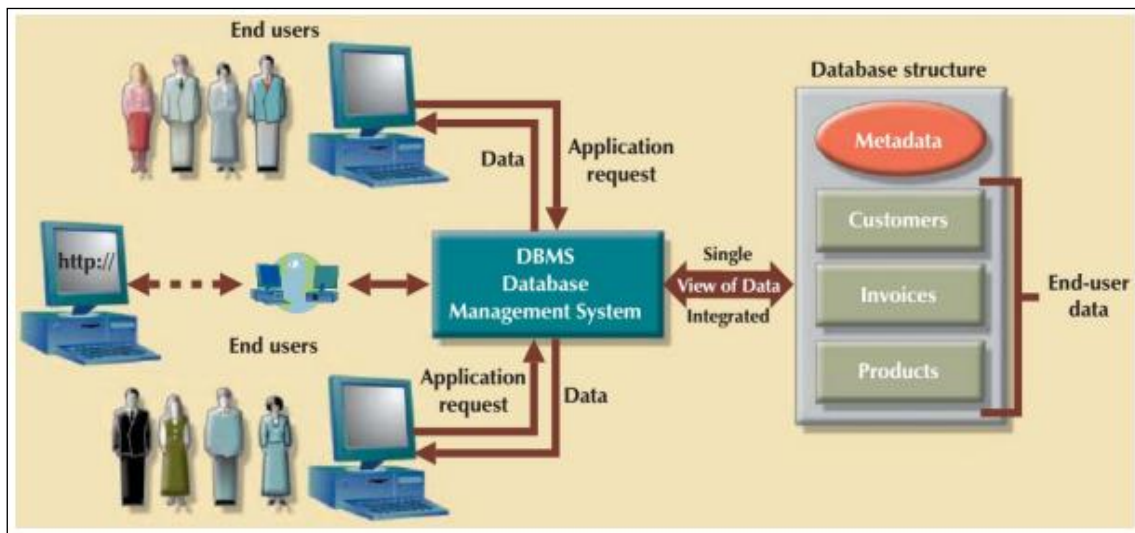 End users
Data
Application
request
http://
DBMS
Database
Management System
Single
View of Data
Integrated
Database structure
Metadata
Customers
Invoices
Products
End-user
data
End users
Application
request
Data